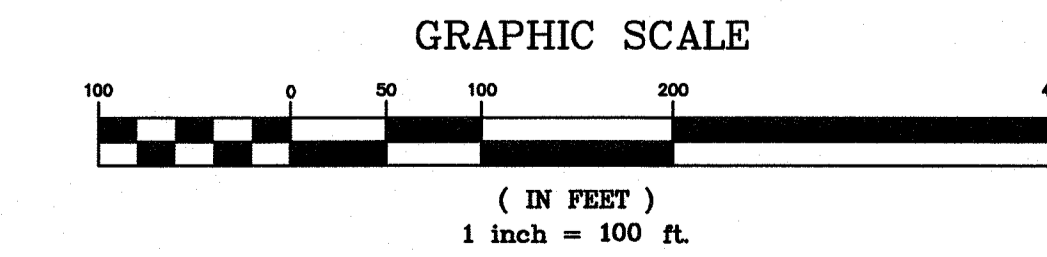 GRAPHIC SCALE
100 0 50 100 200
( IN FEET )
1 inch = 100 ft.